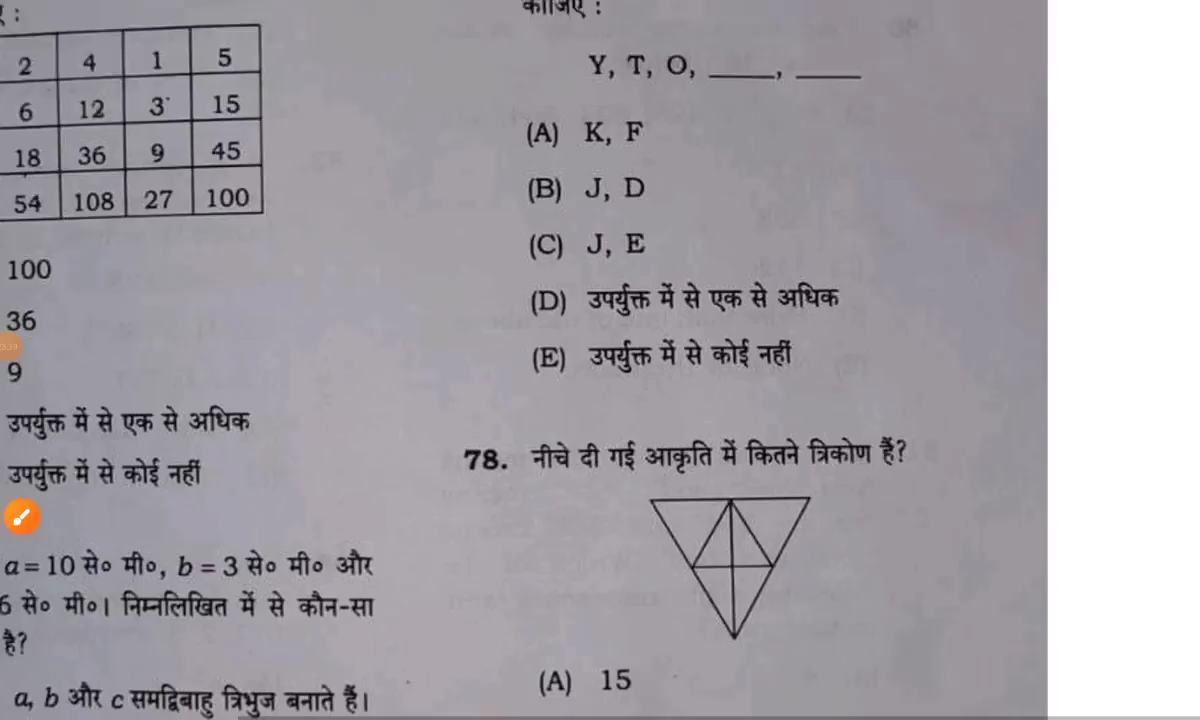 :
2 4 1 5
6 12 3 15
18 36 9 45
54 108 27 100
100
36
9
उपर्युक्त में से एक से अधिक
उपर्युक्त में से कोई नहीं
a = 10 से० मी०, b = 3 से० मी० और
6 से० मी०। निम्नलिखित में से कौन-सा
है?
a, b और c समद्विबाहु त्रिभुज बनाते हैं।
कीजिए :
Y, T, O, ____, ____
(A) K, F
(B) J, D
(C) J, E
(D) उपर्युक्त में से एक से अधिक
(E) उपर्युक्त में से कोई नहीं
78. नीचे दी गई आकृति में कितने त्रिकोण हैं?
(A) 15